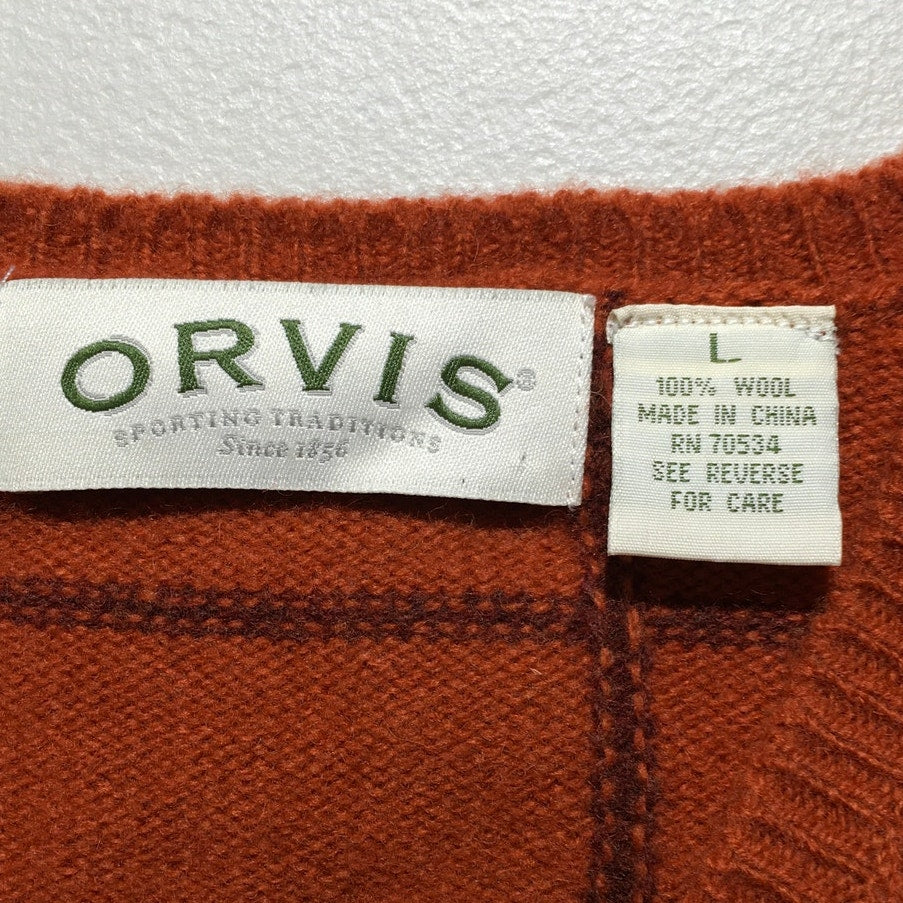 ORVIS®
SPORTING TRADITIONS
Since 1856
L
100% WOOL
MADE IN CHINA
RN 70534
SEE REVERSE
FOR CARE